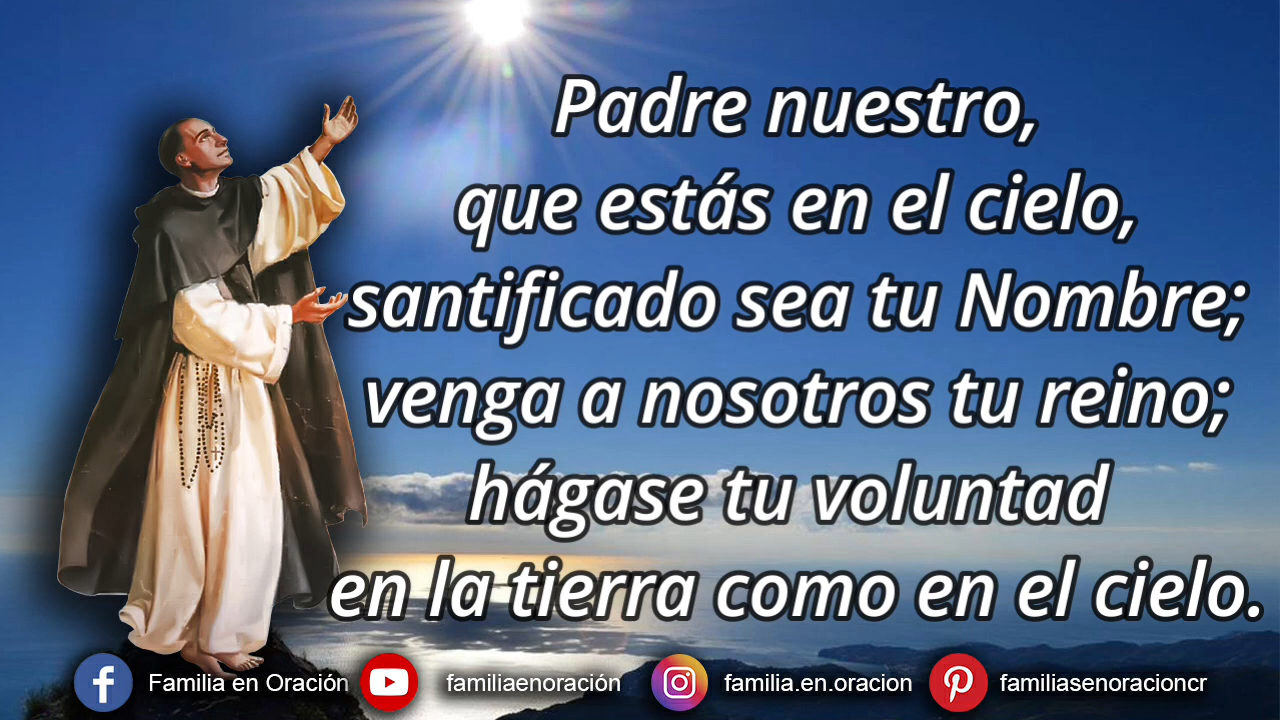 Padre nuestro,
que estás en el cielo,
santificado sea tu Nombre;
venga a nosotros tu reino;
hágase tu voluntad
en la tierra como en el cielo.
Familia en Oración familiaenoración familia.en.oracion familiasenoracioncr